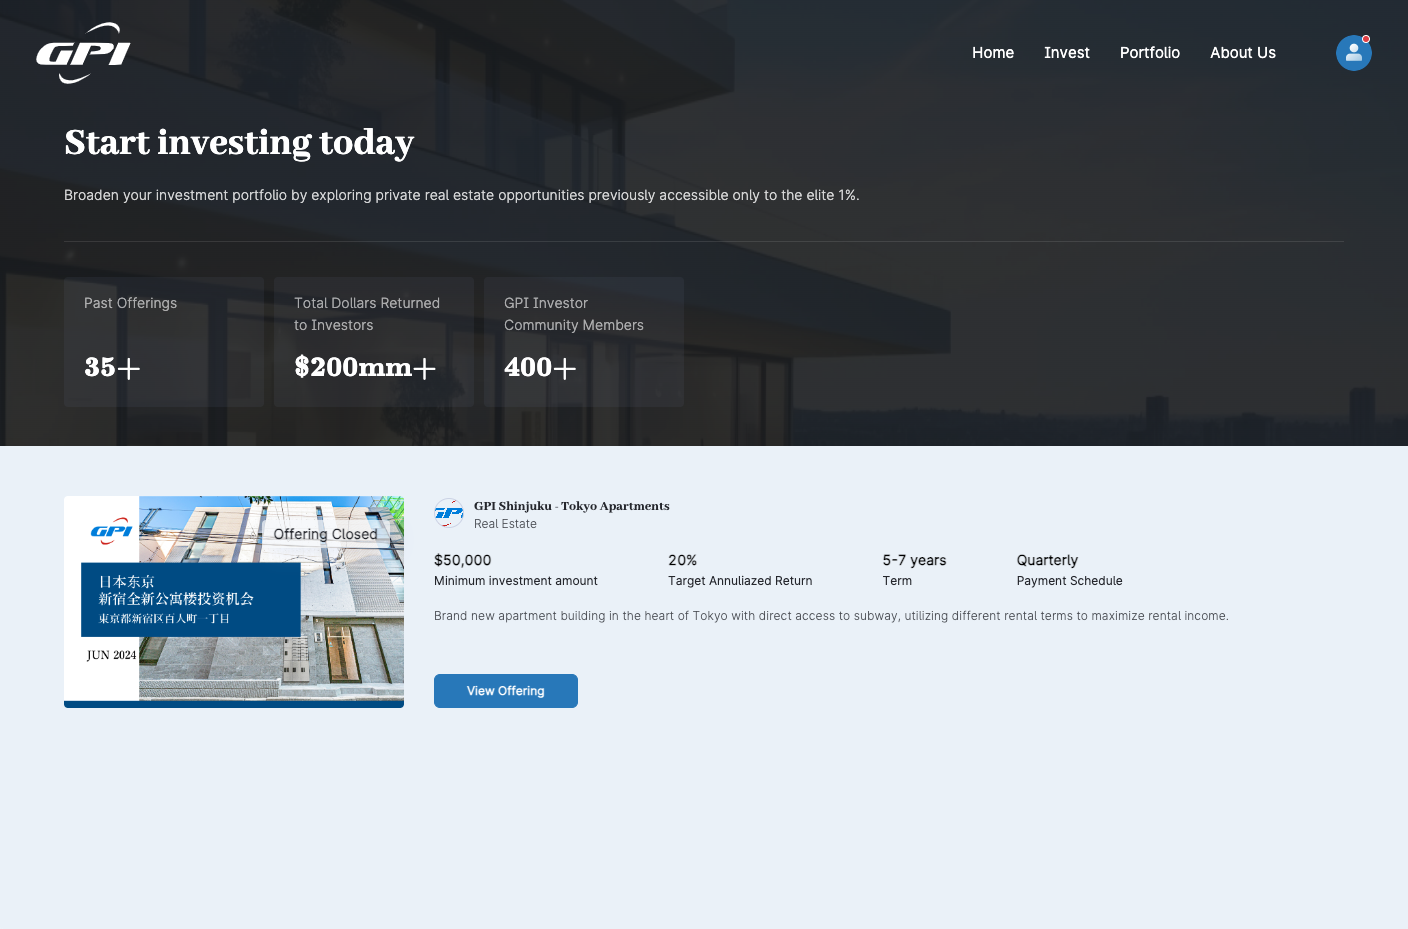 GPI
Home
Invest
Portfolio
About Us
Start investing today
Broaden your investment portfolio by exploring private real estate opportunities previously accessible only to the elite 1%.
Past Offerings
35+
Total Dollars Returned
to Investors
$200mm+
GPI Investor
Community Members
400+
GPI
Offering Closed
日本东京
新宿全新公寓楼投资机会
東京都新宿区百人町一丁目
JUN 2024
GPI
GPI Shinjuku - Tokyo Apartments
Real Estate
$50,000
Minimum investment amount
20%
Target Annuliazed Return
5-7 years
Term
Quarterly
Payment Schedule
Brand new apartment building in the heart of Tokyo with direct access to subway, utilizing different rental terms to maximize rental income.
View Offering